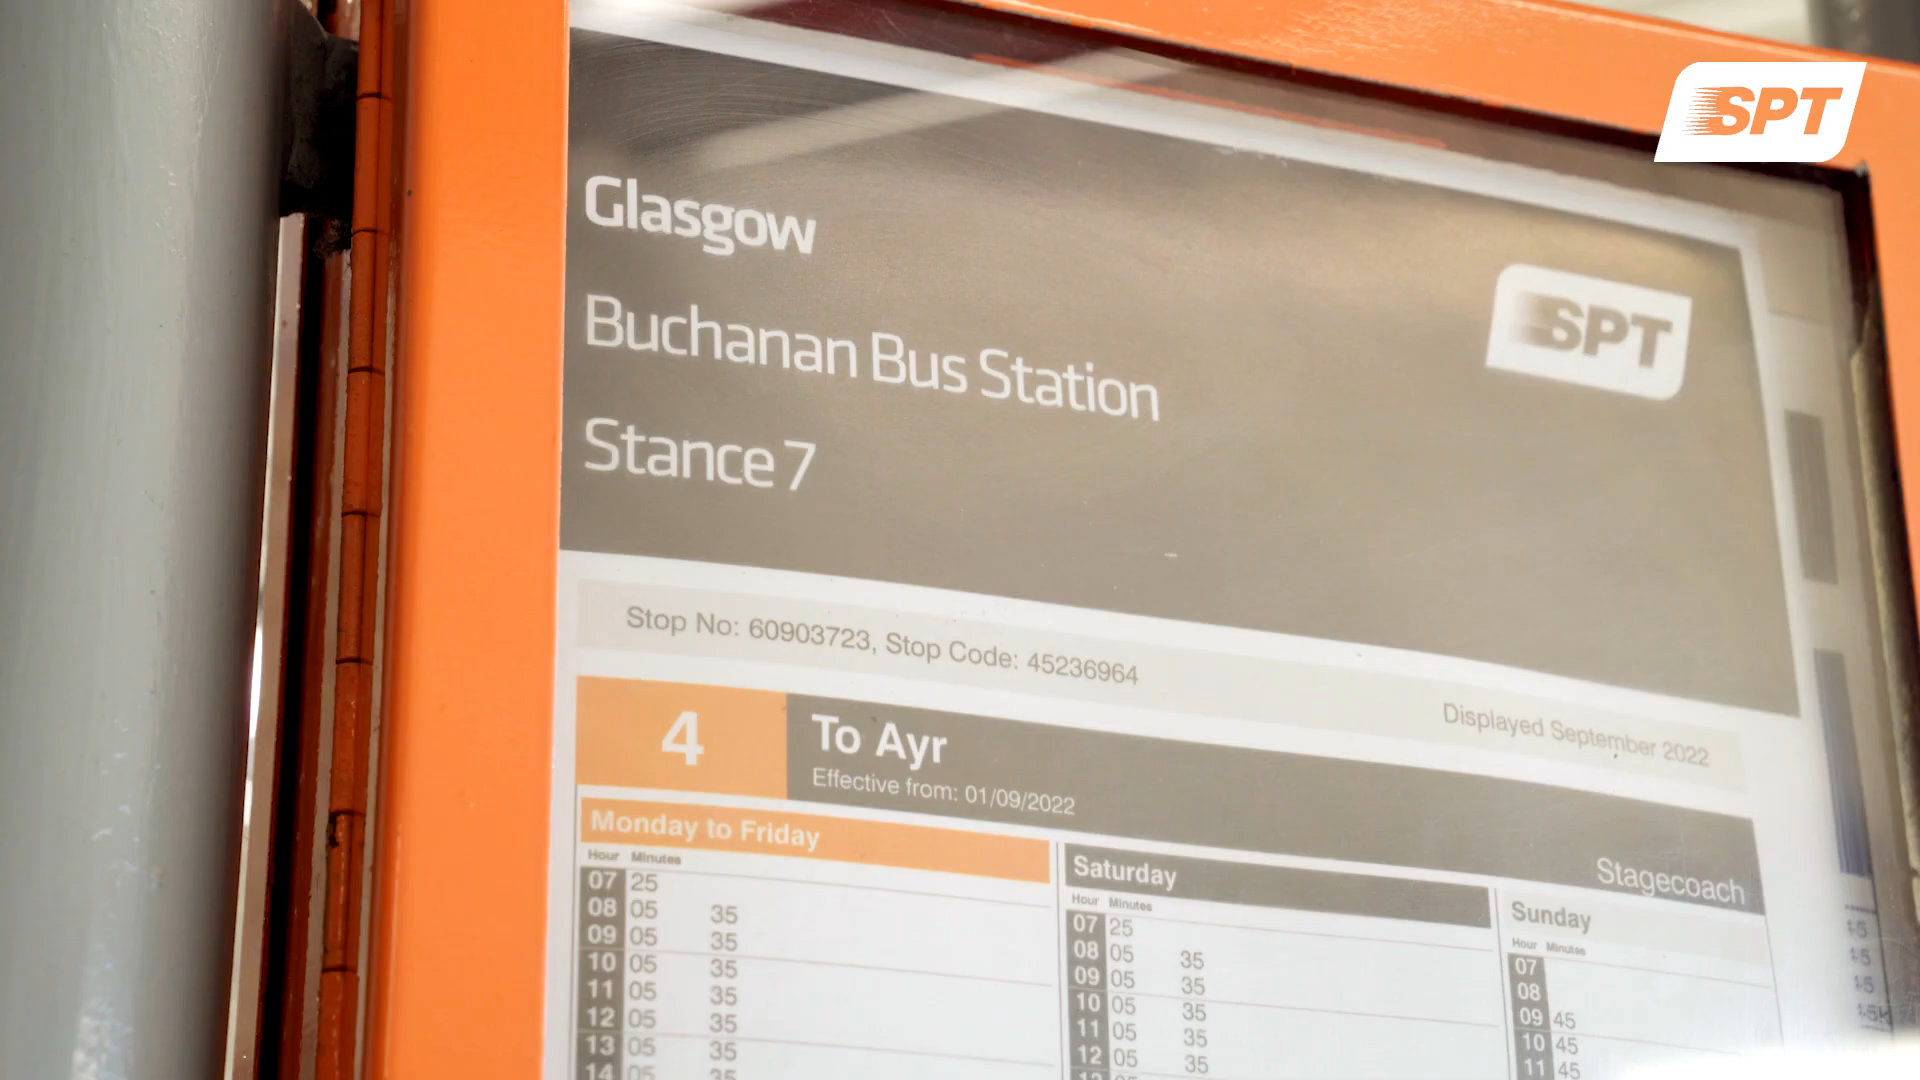 SPT
Glasgow
Buchanan Bus Station
Stance 7
SPT
Stop No: 60903723, Stop Code: 45236964
Displayed September 2022
4
To Ayr
Effective from: 01/09/2022
Stagecoach
Monday to Friday
Hour Minutes
07 25
08 05 35
09 05 35
10 05 35
11 05 35
12 05 35
13 05 35
14 05 35
Saturday
Hour Minutes
07 25
08 05 35
09 05 35
10 05 35
11 05 35
12 05 35
Sunday
Hour Minutes
07
08
09 45
10 45
11 45